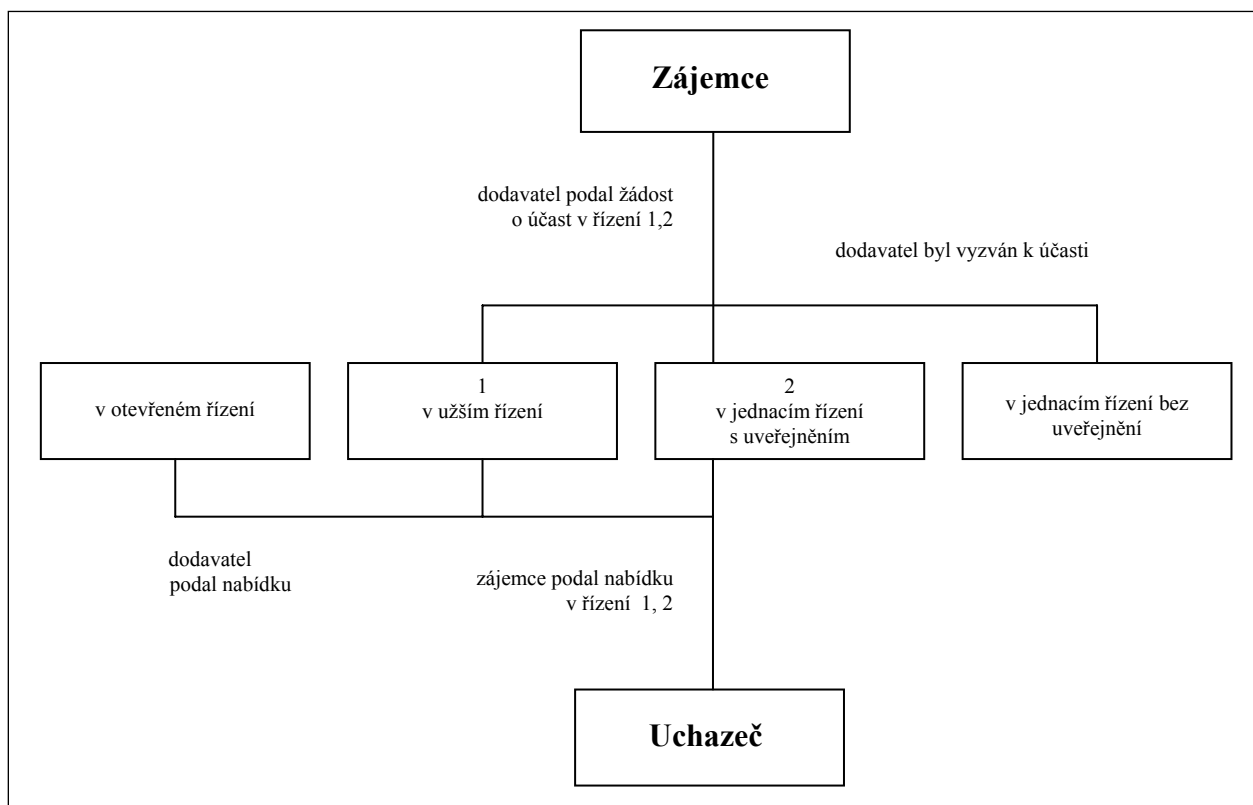 Zájemce
dodavatel podal žádost
o účast v řízení 1,2
dodavatel byl vyzván k účasti
v otevřeném řízení
1
v užším řízení
2
v jednacím řízení
s uveřejněním
v jednacím řízení bez
uveřejnění
dodavatel
podal nabídku
zájemce podal nabídku
v řízení 1, 2
Uchazeč